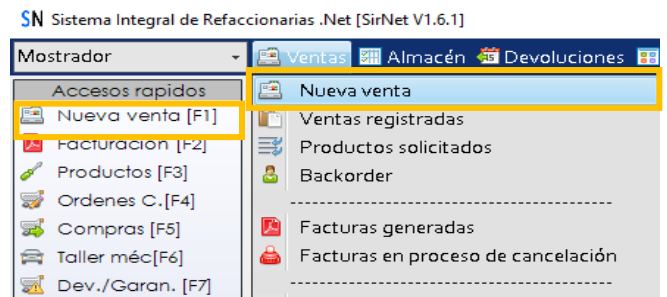 SN Sistema Integral de Refaccionarias .Net [SirNet V1.6.1]
Mostrador
Ventas
Almacén
Devoluciones
Accesos rapidos
Nueva venta [F1]
Facturación [F2]
Productos [F3]
Ordenes C.[F4]
Compras [F5]
Taller méc[F6]
Dev./Garan. [F7]
Nueva venta
Ventas registradas
Productos solicitados
Backorder
Facturas generadas
Facturas en proceso de cancelación